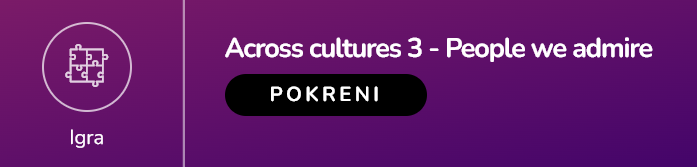 Across cultures 3 - People we admire
POKRENI
Igra